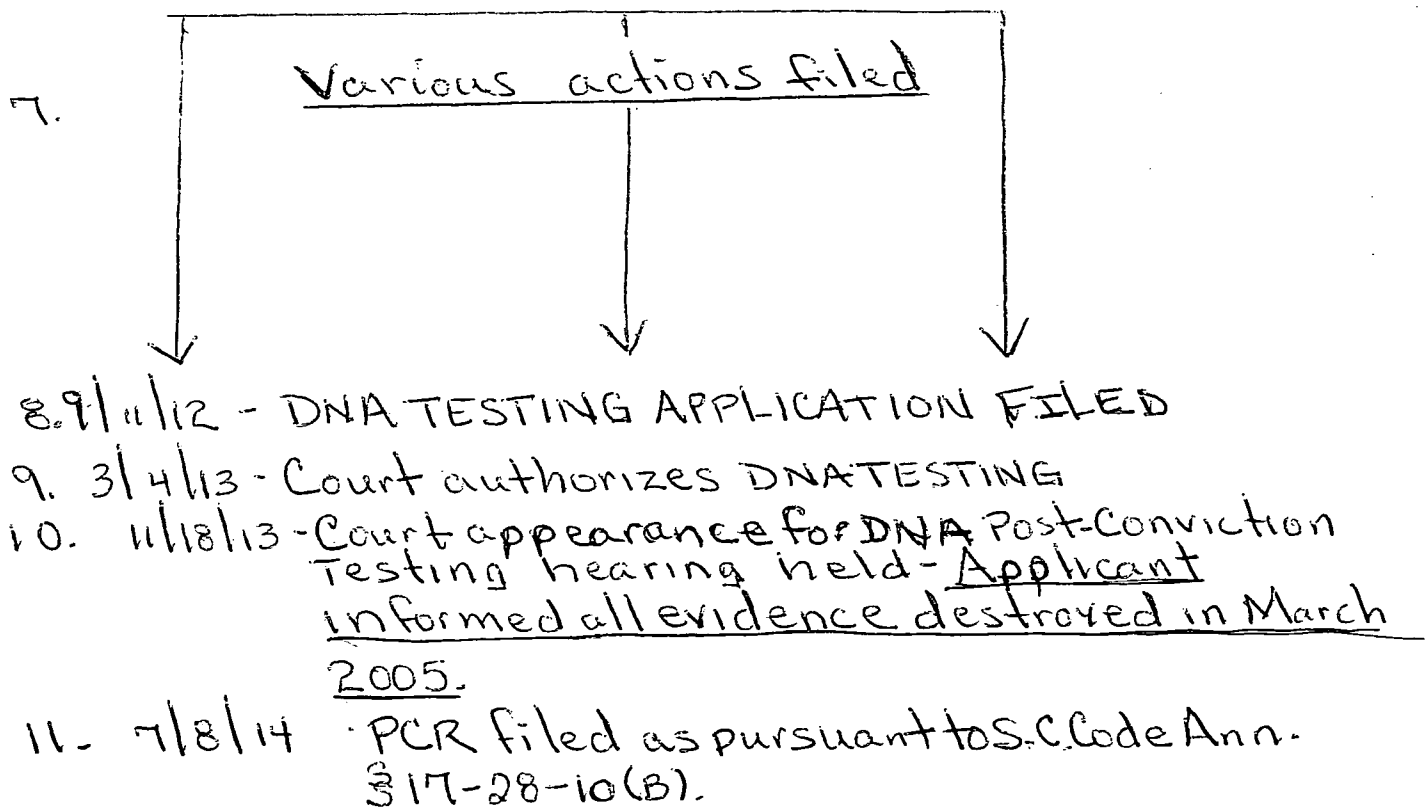 Various actions filed
7.
8. 9/11/12 - DNA TESTING APPLICATION FILED
9. 3/4/13 - Court authorizes DNA TESTING
10. 11/18/13 - Court appearance for DNA Post-Conviction
Testing hearing held - Applicant
informed all evidence destroyed in March
2005.
11- 7/8/14 · PCR filed as pursuant to S.C. Code Ann.
§ 17-28-10(B).